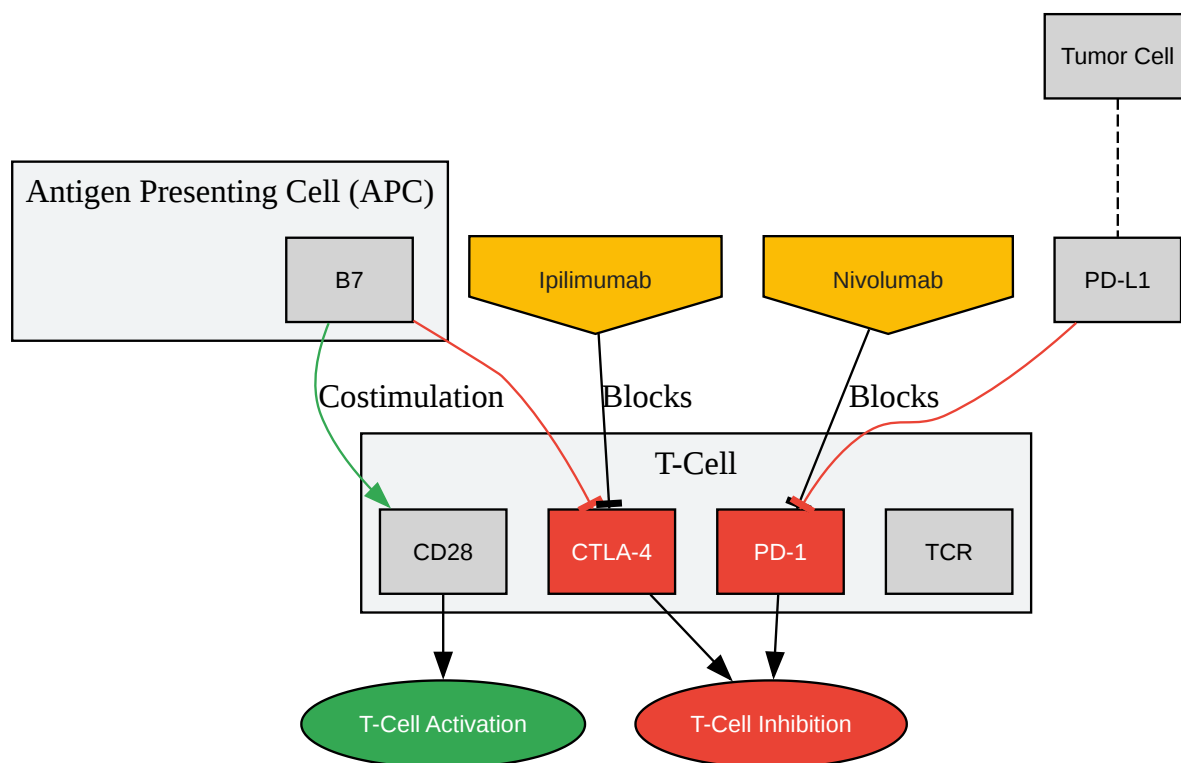 Tumor Cell
Antigen Presenting Cell (APC)
B7
Ipilimumab
Nivolumab
PD-L1
Costimulation
Blocks
Blocks
T-Cell
CD28
CTLA-4
PD-1
TCR
T-Cell Activation
T-Cell Inhibition